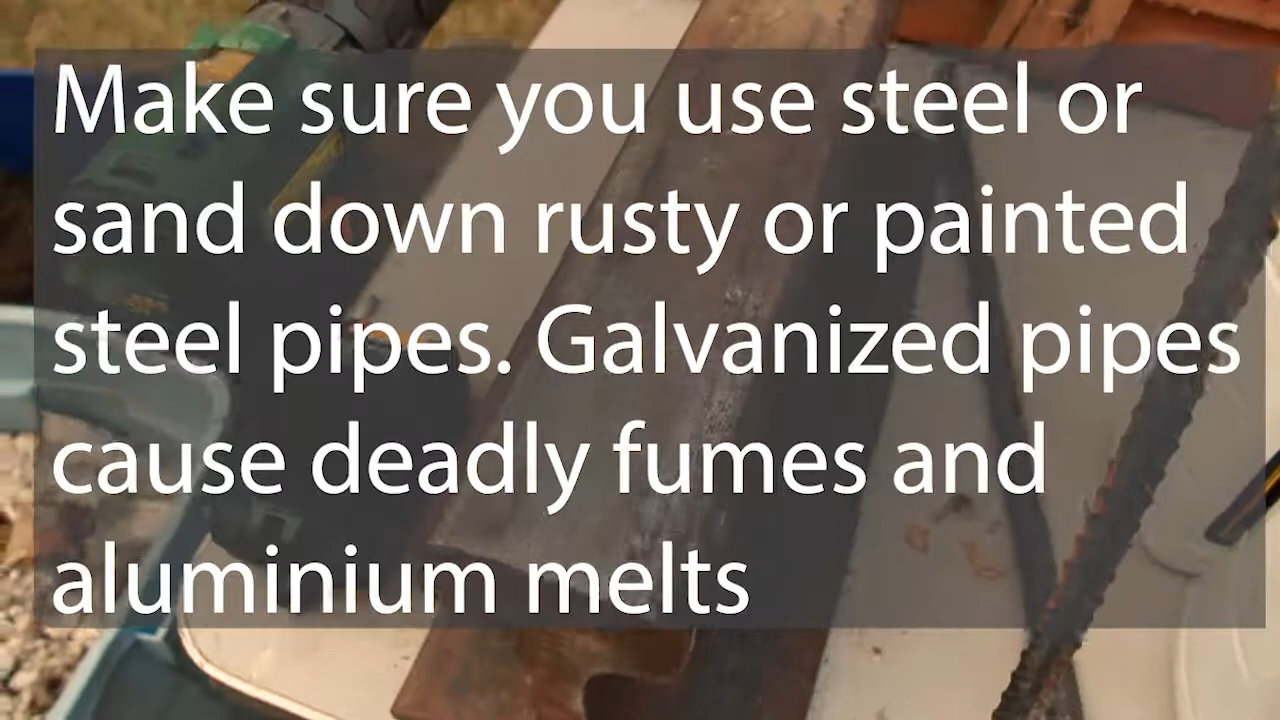 Make sure you use steel or
sand down rusty or painted
steel pipes. Galvanized pipes
cause deadly fumes and
aluminium melts